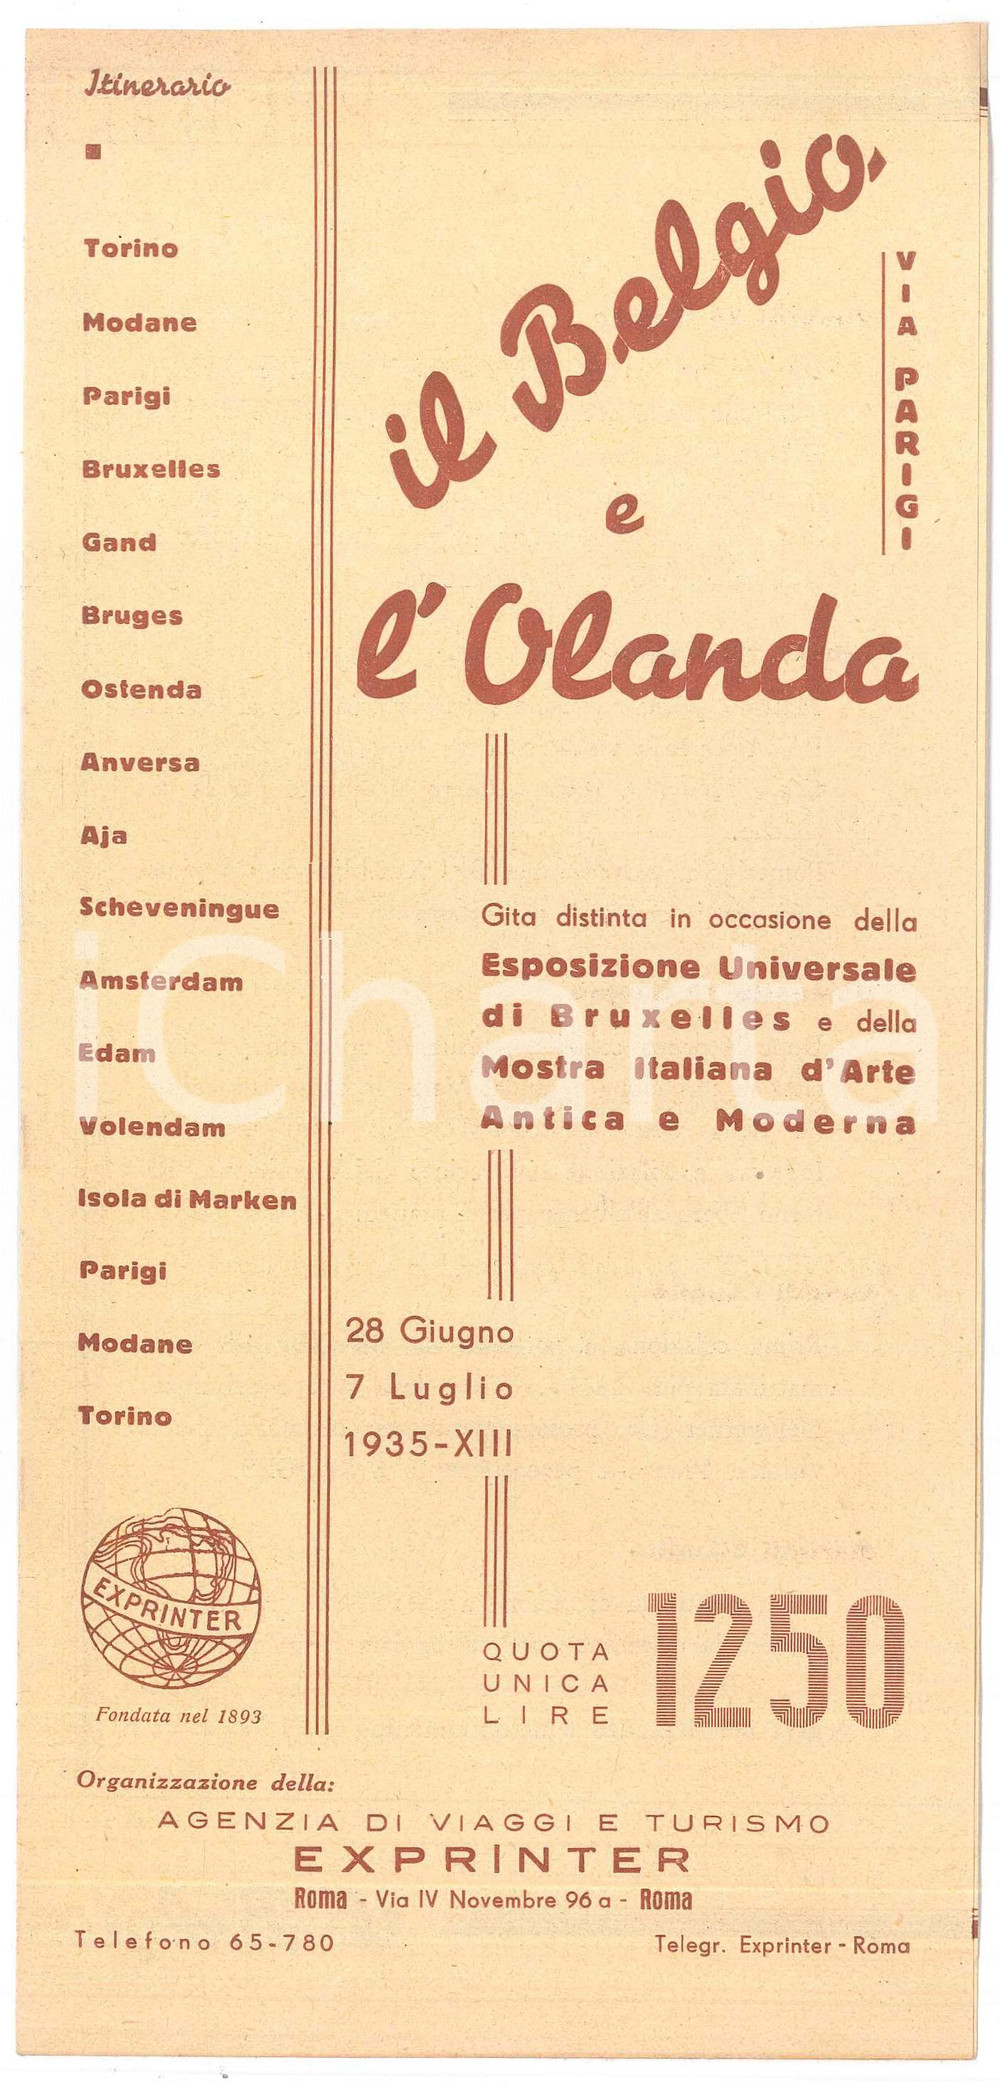 Itinerario
Torino
Modane
Parigi
Bruxelles
Gand
Bruges
Ostenda
Anversa
Aja
Scheveningue
Amsterdam
Edam
Volendam
Isola di Marken
Parigi
Modane
Torino
EXPRINTER
Fondata nel 1893
il Belgio
e
l'Olanda
VIA PARIGI
Gita distinta in occasione della
Esposizione Universale
di Bruxelles e della
Mostra Italiana d'Arte
Antica e Moderna
28 Giugno
7 Luglio
1935-XIII
QUOTA
UNICA
LIRE
1250
Organizzazione della:
AGENZIA DI VIAGGI E TURISMO
EXPRINTER
Roma - Via IV Novembre 96 a - Roma
Telefono 65-780
Telegr. Exprinter - Roma
iCharta